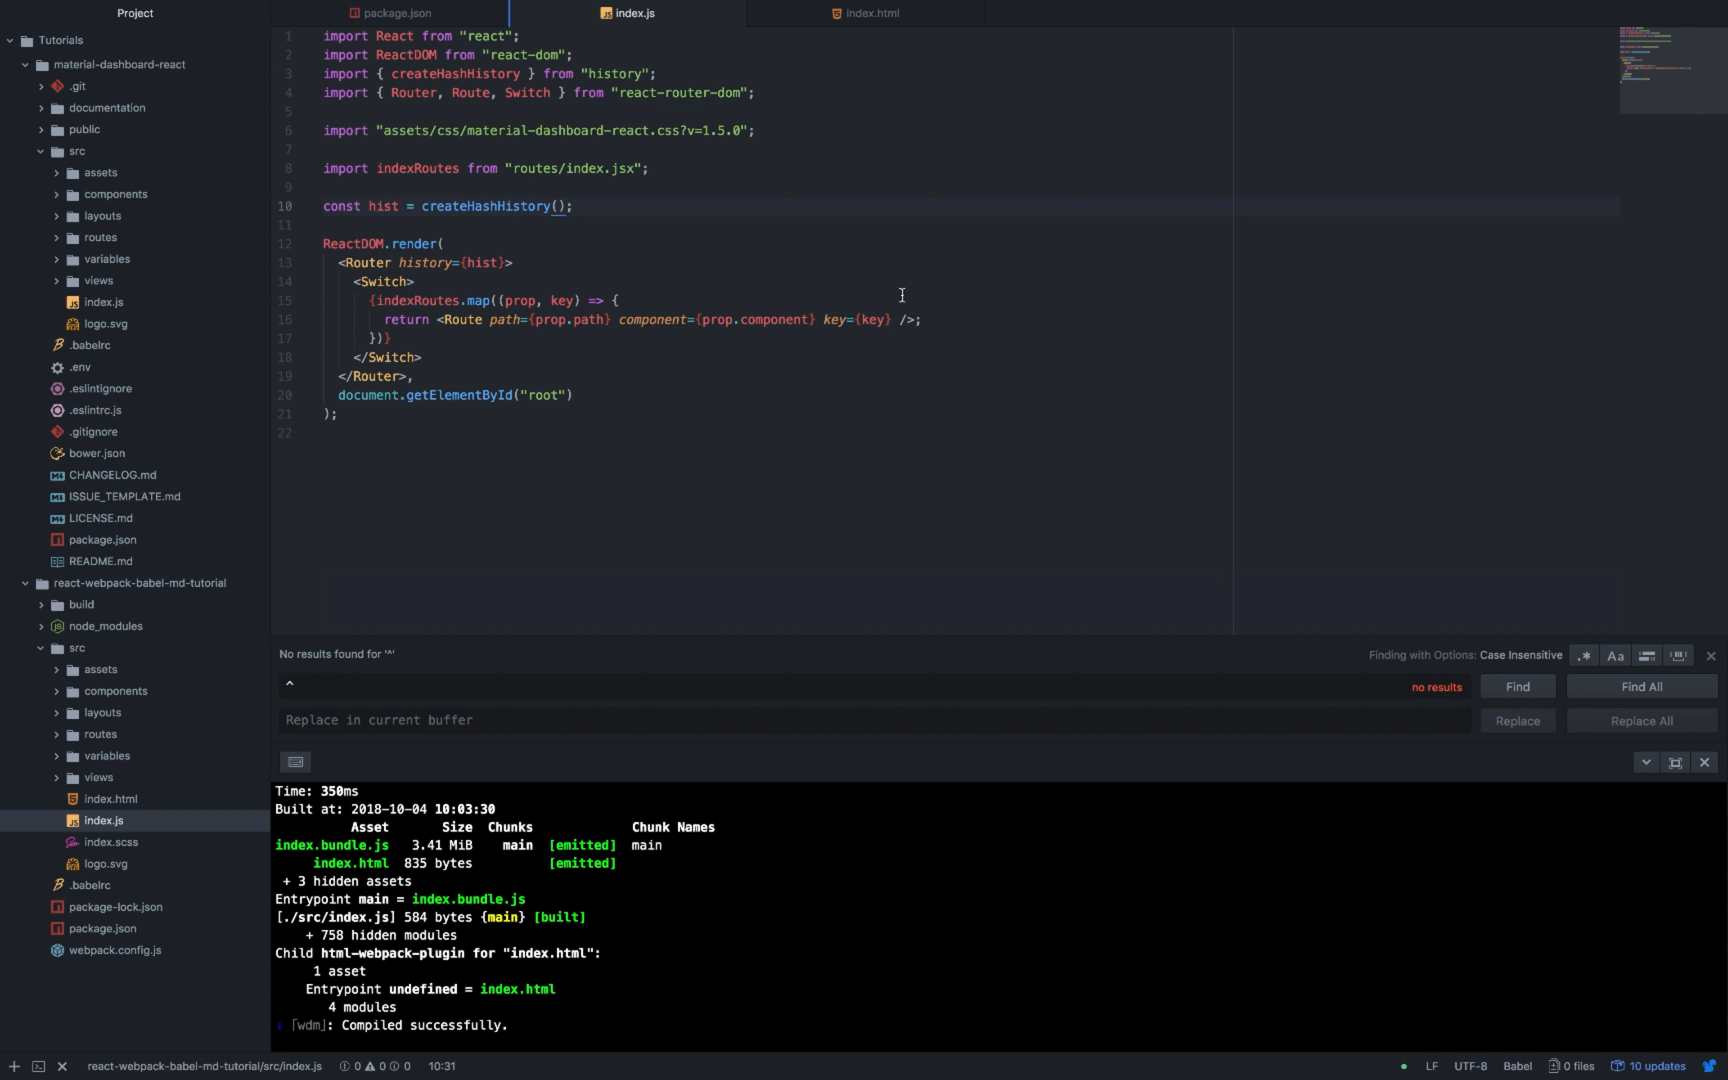 Project
package.json
index.js
index.html
Tutorials
material-dashboard-react
.git
documentation
public
src
assets
components
layouts
routes
variables
views
index.js
logo.svg
.babelrc
.env
.eslintignore
.eslintrc.js
.gitignore
bower.json
CHANGELOG.md
ISSUE_TEMPLATE.md
LICENSE.md
package.json
README.md
react-webpack-babel-md-tutorial
build
node_modules
src
assets
components
layouts
routes
variables
views
index.html
index.js
index.scss
logo.svg
.babelrc
package-lock.json
package.json
webpack.config.js
1 import React from "react";
2 import ReactDOM from "react-dom";
3 import { createHashHistory } from "history";
4 import { Router, Route, Switch } from "react-router-dom";
5
6 import "assets/css/material-dashboard-react.css?v=1.5.0";
7
8 import indexRoutes from "routes/index.jsx";
9
10 const hist = createHashHistory();
11
12 ReactDOM.render(
13 <Router history={hist}>
14 <Switch>
15 {indexRoutes.map((prop, key) => {
16 return <Route path={prop.path} component={prop.component} key={key} />;
17 })}
18 </Switch>
19 </Router>,
20 document.getElementById("root")
21 );
22
No results found for '^'
Finding with Options: Case Insensitive
.* Aa
^
no results
Find
Find All
Replace in current buffer
Replace
Replace All
Time: 350ms
Built at: 2018-10-04 10:03:30
Asset Size Chunks Chunk Names
index.bundle.js 3.41 MiB main [emitted] main
index.html 835 bytes [emitted]
+ 3 hidden assets
Entrypoint main = index.bundle.js
[./src/index.js] 584 bytes {main} [built]
+ 758 hidden modules
Child html-webpack-plugin for "index.html":
1 asset
Entrypoint undefined = index.html
4 modules
｢wdm｣: Compiled successfully.
react-webpack-babel-md-tutorial/src/index.js 0 0 0 10:31
LF UTF-8 Babel 0 files 10 updates